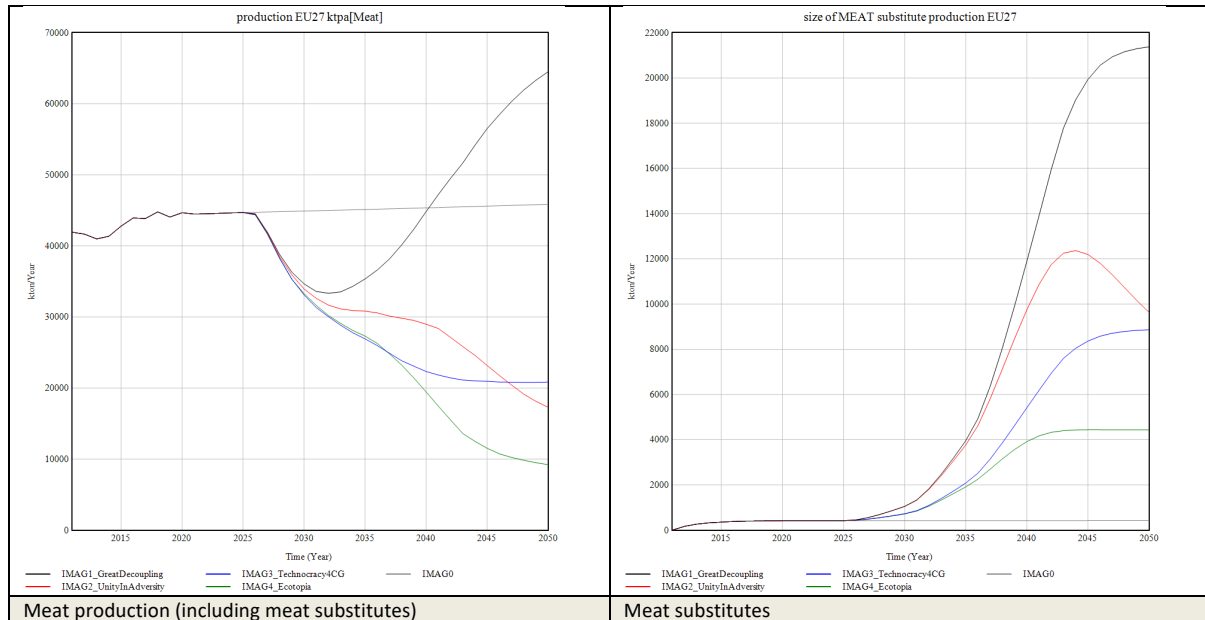 production EU27 ktpa[Meat]
70000
60000
50000
40000
30000
20000
10000
0
kton/Year
2015 2020 2025 2030 2035 2040 2045 2050
Time (Year)
IMAG1_GreatDecoupling IMAG3_Technocracy4CG IMAG0
IMAG2_UnityInAdversity IMAG4_Ecotopia
Meat production (including meat substitutes)
size of MEAT substitute production EU27
22000
20000
18000
16000
14000
12000
10000
8000
6000
4000
2000
0
kton/Year
2015 2020 2025 2030 2035 2040 2045 2050
Time (Year)
IMAG1_GreatDecoupling IMAG3_Technocracy4CG IMAG0
IMAG2_UnityInAdversity IMAG4_Ecotopia
Meat substitutes